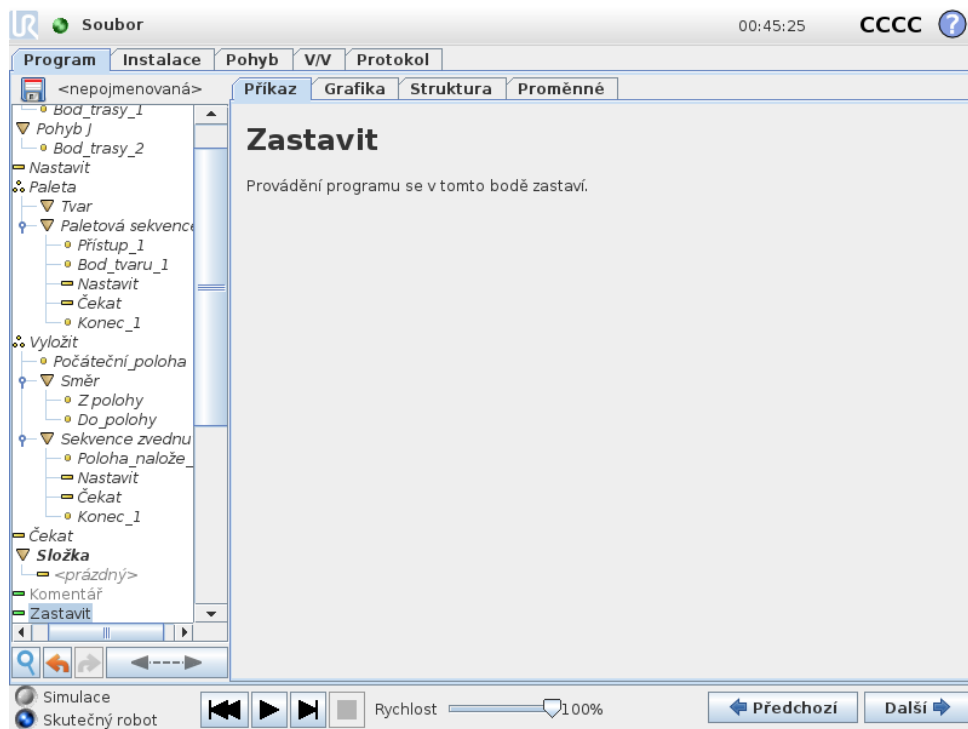 UR Soubor 00:45:25 CCCC ?
Program Instalace Pohyb V/V Protokol
<nepojmenovaná> Příkaz Grafika Struktura Proměnné
Bod_trasy_1
Pohyb J
Bod_trasy_2
Nastavit
Paleta
Tvar
Paletová sekvence
Přístup_1
Bod_tvaru_1
Nastavit
Čekat
Konec_1
Vyložit
Počáteční_poloha
Směr
Z polohy
Do_polohy
Sekvence zvednu
Poloha_nalože_
Nastavit
Čekat
Konec_1
Čekat
Složka
<prázdný>
Komentář
Zastavit
Zastavit
Provádění programu se v tomto bodě zastaví.
Simulace
Skutečný robot
Rychlost 100%
Předchozí Další